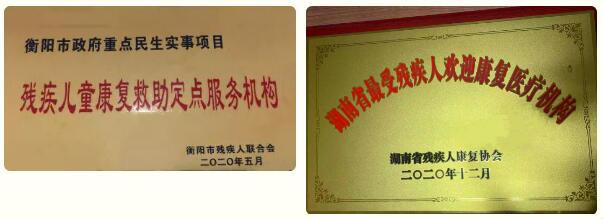 衡阳市政府重点民生实事项目
残疾儿童康复救助定点服务机构
衡阳市残疾人联合会
二〇二〇年五月
湖南省最受残疾人欢迎康复医疗机构
湖南省残疾人康复协会
二〇二〇年十二月